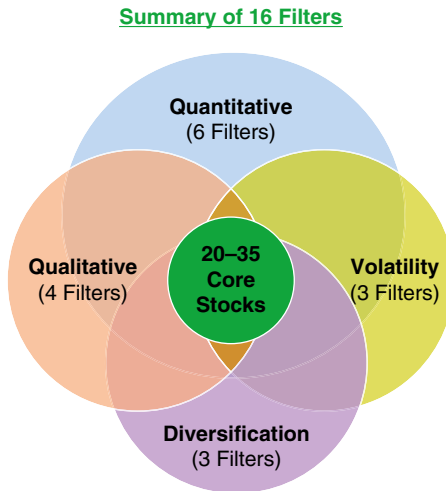 Summary of 16 Filters
Quantitative
(6 Filters)
20–35
Core
Stocks
Qualitative
(4 Filters)
Volatility
(3 Filters)
Diversification
(3 Filters)